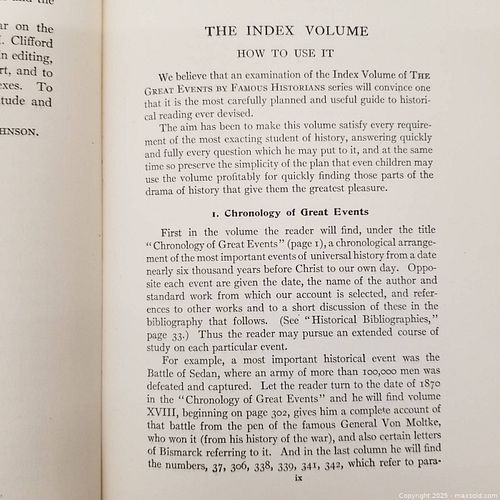 ar on the
Clifford
n editing,
rt, and to
exes. To
titude and
HNSON.
THE INDEX VOLUME
HOW TO USE IT
We believe that an examination of the Index Volume of THE
GREAT EVENTS BY FAMOUS HISTORIANS series will convince one
that it is the most carefully planned and useful guide to histori-
cal reading ever devised.
The aim has been to make this volume satisfy every require-
ment of the most exacting student of history, answering quickly
and fully every question which he may put to it, and at the same
time so preserve the simplicity of the plan that even children may
use the volume profitably for quickly finding those parts of the
drama of history that give them the greatest pleasure.
1. Chronology of Great Events
First in the volume the reader will find, under the title
"Chronology of Great Events" (page 1), a chronological arrange-
ment of the most important events of universal history from a date
nearly six thousand years before Christ to our own day. Oppo-
site each event are given the date, the name of the author and
standard work from which our account is selected, and refer-
ences to other works and to a short discussion of these in the
bibliography that follows. (See "Historical Bibliographies,"
page 33.) Thus the reader may pursue an extended course of
study on each particular event.
For example, a most important historical event was the
Battle of Sedan, where an army of more than 100,000 men was
defeated and captured. Let the reader turn to the date of 1870
in the "Chronology of Great Events" and he will find volume
XVIII, beginning on page 302, gives him a complete account of
that battle from the pen of the famous General Von Moltke,
who won it (from his history of the war), and also certain letters
of Bismarck referring to it. And in the last column he will find
the numbers, 37, 306, 338, 339, 341, 342, which refer to para-
ix
Copyright 2025 - maxsold.com